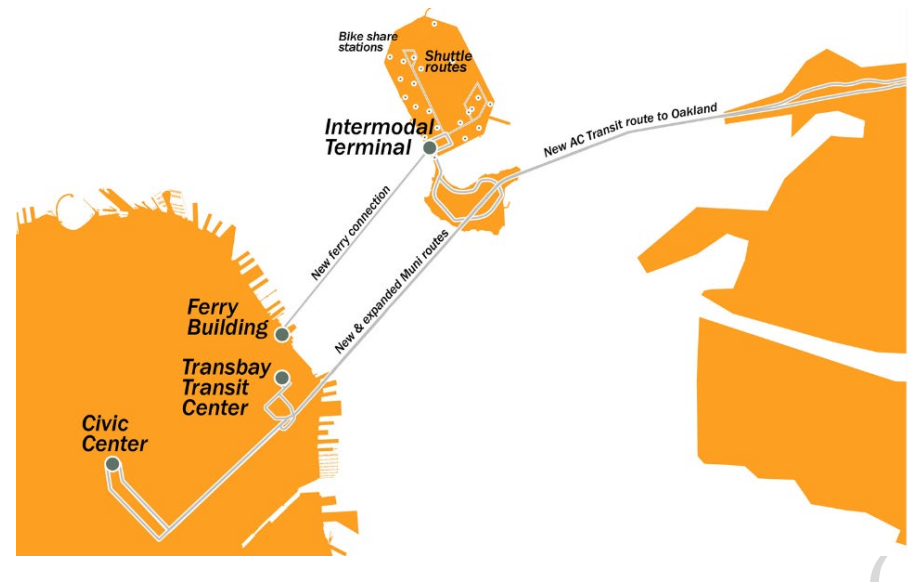 Bike share
stations
Shuttle
routes
Intermodal
Terminal
New AC Transit route to Oakland
New ferry connection
New & expanded Muni routes
Ferry
Building
Transbay
Transit
Center
Civic
Center